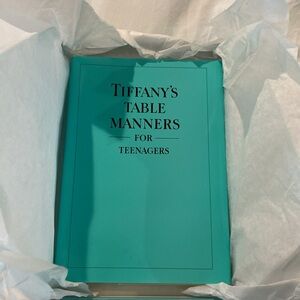 TIFFANY'S
TABLE
MANNERS
FOR
TEENAGERS